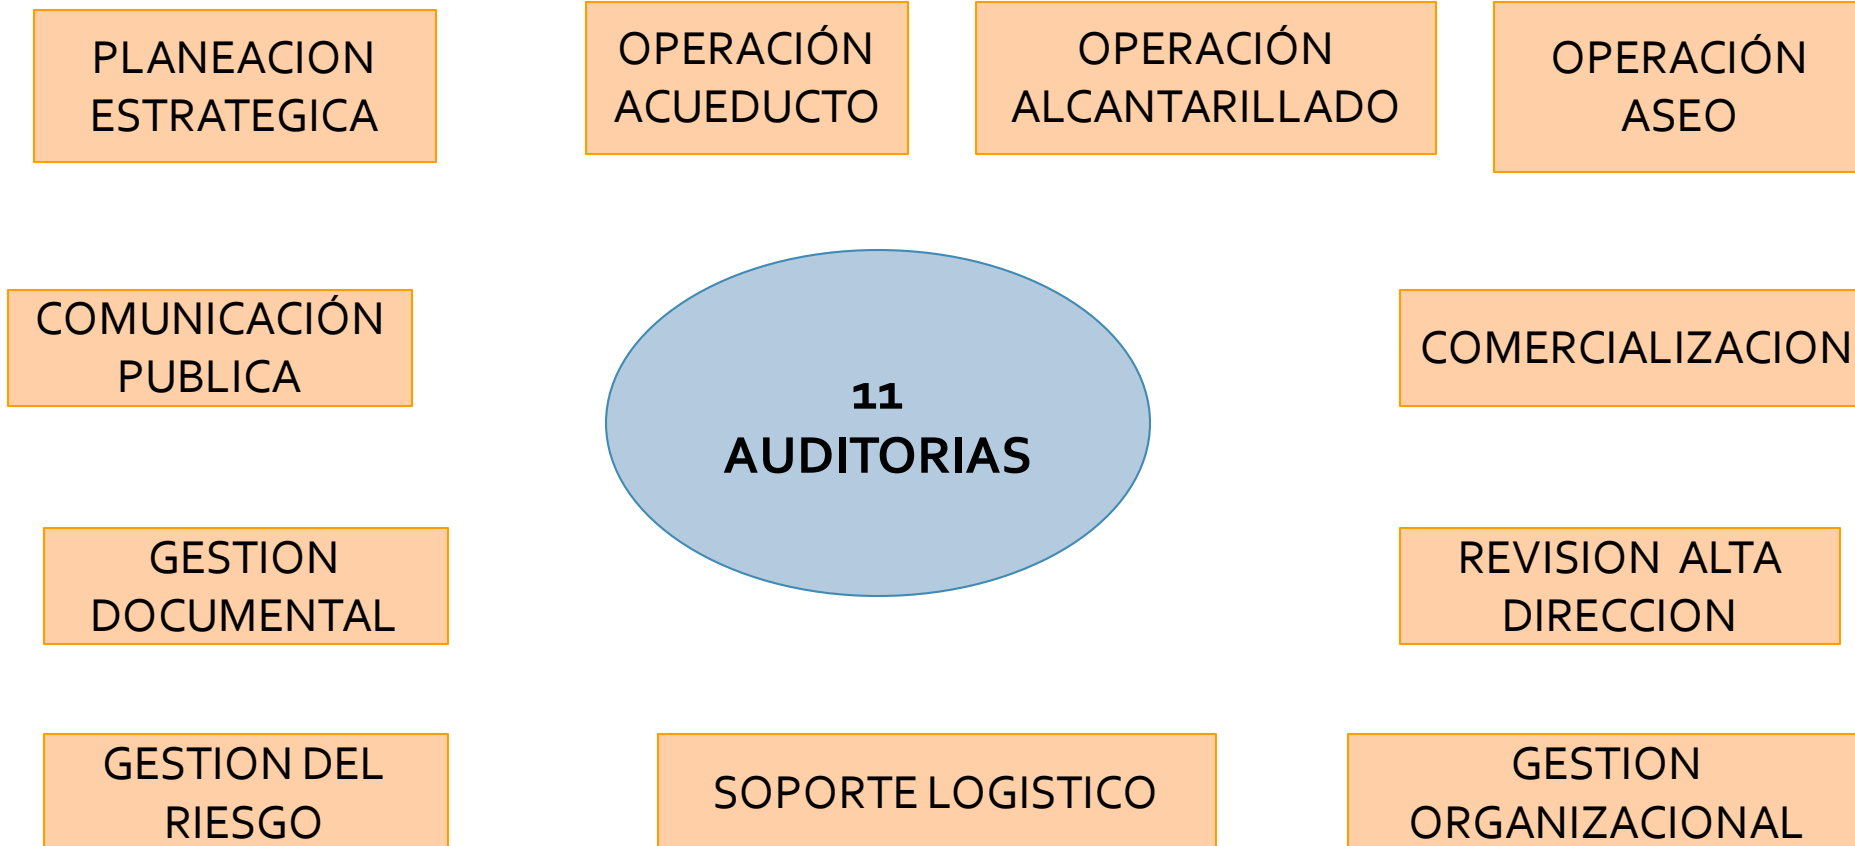 PLANEACION
ESTRATEGICA
OPERACIÓN
ACUEDUCTO
OPERACIÓN
ALCANTARILLADO
OPERACIÓN
ASEO
COMUNICACIÓN
PUBLICA
11
AUDITORIAS
COMERCIALIZACION
GESTION
DOCUMENTAL
REVISION ALTA
DIRECCION
GESTION DEL
RIESGO
SOPORTE LOGISTICO
GESTION
ORGANIZACIONAL